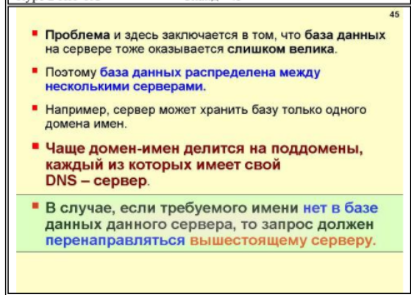 45
Проблема и здесь заключается в том, что база данных
на сервере тоже оказывается слишком велика.
Поэтому база данных распределена между
несколькими серверами.
Например, сервер может хранить базу только одного
домена имен.
Чаще домен-имен делится на поддомены,
каждый из которых имеет свой
DNS – сервер.
В случае, если требуемого имени нет в базе
данных данного сервера, то запрос должен
перенаправляться вышестоящему серверу.